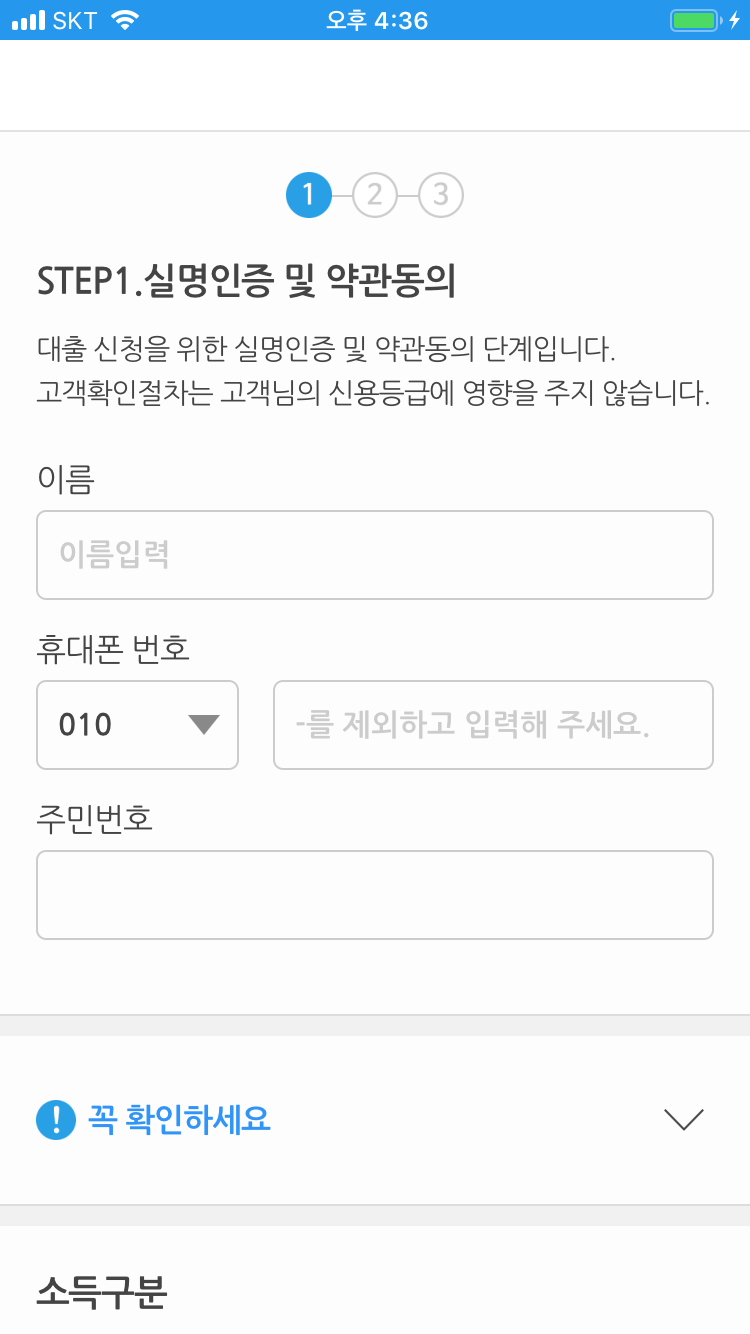 SKT 오후 4:36
1 2 3
STEP1.실명인증 및 약관동의
대출 신청을 위한 실명인증 및 약관동의 단계입니다.
고객확인절차는 고객님의 신용등급에 영향을 주지 않습니다.
이름
이름입력
휴대폰 번호
010 -를 제외하고 입력해 주세요.
주민번호
! 꼭 확인하세요
소득구분